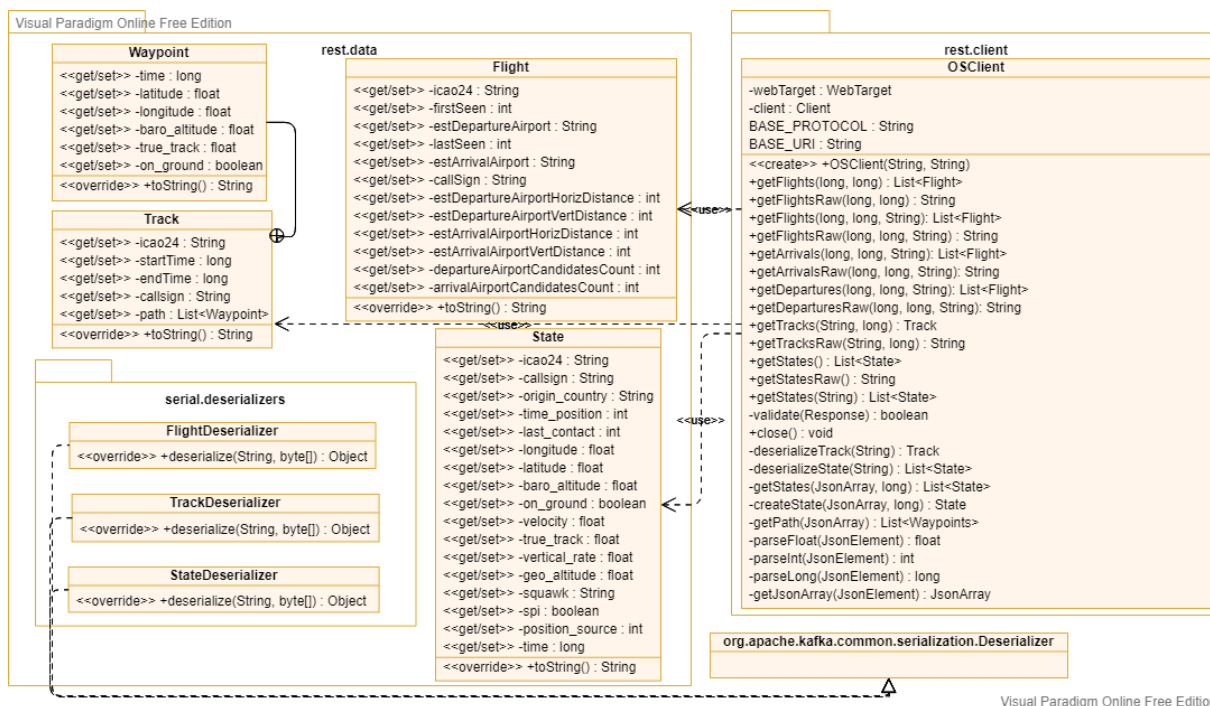 Visual Paradigm Online Free Edition
rest.data
Waypoint
<<get/set>> -time : long
<<get/set>> -latitude : float
<<get/set>> -longitude : float
<<get/set>> -baro_altitude : float
<<get/set>> -true_track : float
<<get/set>> -on_ground : boolean
<<override>> +toString() : String
Track
<<get/set>> -icao24 : String
<<get/set>> -startTime : long
<<get/set>> -endTime : long
<<get/set>> -callsign : String
<<get/set>> -path : List<Waypoint>
<<override>> +toString() : String
Flight
<<get/set>> -icao24 : String
<<get/set>> -firstSeen : int
<<get/set>> -estDepartureAirport : String
<<get/set>> -lastSeen : int
<<get/set>> -estArrivalAirport : String
<<get/set>> -callSign : String
<<get/set>> -estDepartureAirportHorizDistance : int
<<get/set>> -estDepartureAirportVertDistance : int
<<get/set>> -estArrivalAirportHorizDistance : int
<<get/set>> -estArrivalAirportVertDistance : int
<<get/set>> -departureAirportCandidatesCount : int
<<get/set>> -arrivalAirportCandidatesCount : int
<<override>> +toString() : String
<<use>>
<<use>>
<<use>>
State
<<get/set>> -icao24 : String
<<get/set>> -callsign : String
<<get/set>> -origin_country : String
<<get/set>> -time_position : int
<<get/set>> -last_contact : int
<<get/set>> -longitude : float
<<get/set>> -latitude : float
<<get/set>> -baro_altitude : float
<<get/set>> -on_ground : boolean
<<get/set>> -velocity : float
<<get/set>> -true_track : float
<<get/set>> -vertical_rate : float
<<get/set>> -geo_altitude : float
<<get/set>> -squawk : String
<<get/set>> -spi : boolean
<<get/set>> -position_source : int
<<get/set>> -time : long
<<override>> +toString() : String
serial.deserializers
FlightDeserializer
<<override>> +deserialize(String, byte[]) : Object
TrackDeserializer
<<override>> +deserialize(String, byte[]) : Object
StateDeserializer
<<override>> +deserialize(String, byte[]) : Object
rest.client
OSClient
-webTarget : WebTarget
-client : Client
BASE_PROTOCOL : String
BASE_URI : String
<<create>> +OSClient(String, String)
+getFlights(long, long) : List<Flight>
+getFlightsRaw(long, long) : String
+getFlights(long, long, String): List<Flight>
+getFlightsRaw(long, long, String) : String
+getArrivals(long, long, String): List<Flight>
+getArrivalsRaw(long, long, String): String
+getDepartures(long, long, String): List<Flight>
+getDeparturesRaw(long, long, String): String
+getTracks(String, long) : Track
+getTracksRaw(String, long) : String
+getStates() : List<State>
+getStatesRaw() : String
+getStates(String) : List<State>
-validate(Response) : boolean
+close() : void
-deserializeTrack(String) : Track
-deserializeState(String) : List<State>
-getStates(JsonArray, long) : List<State>
-createState(JsonArray, long) : State
-getPath(JsonArray) : List<Waypoints>
-parseFloat(JsonElement) : float
-parseInt(JsonElement) : int
-parseLong(JsonElement) : long
-getJsonArray(JsonElement) : JsonArray
org.apache.kafka.common.serialization.Deserializer
Visual Paradigm Online Free Edition